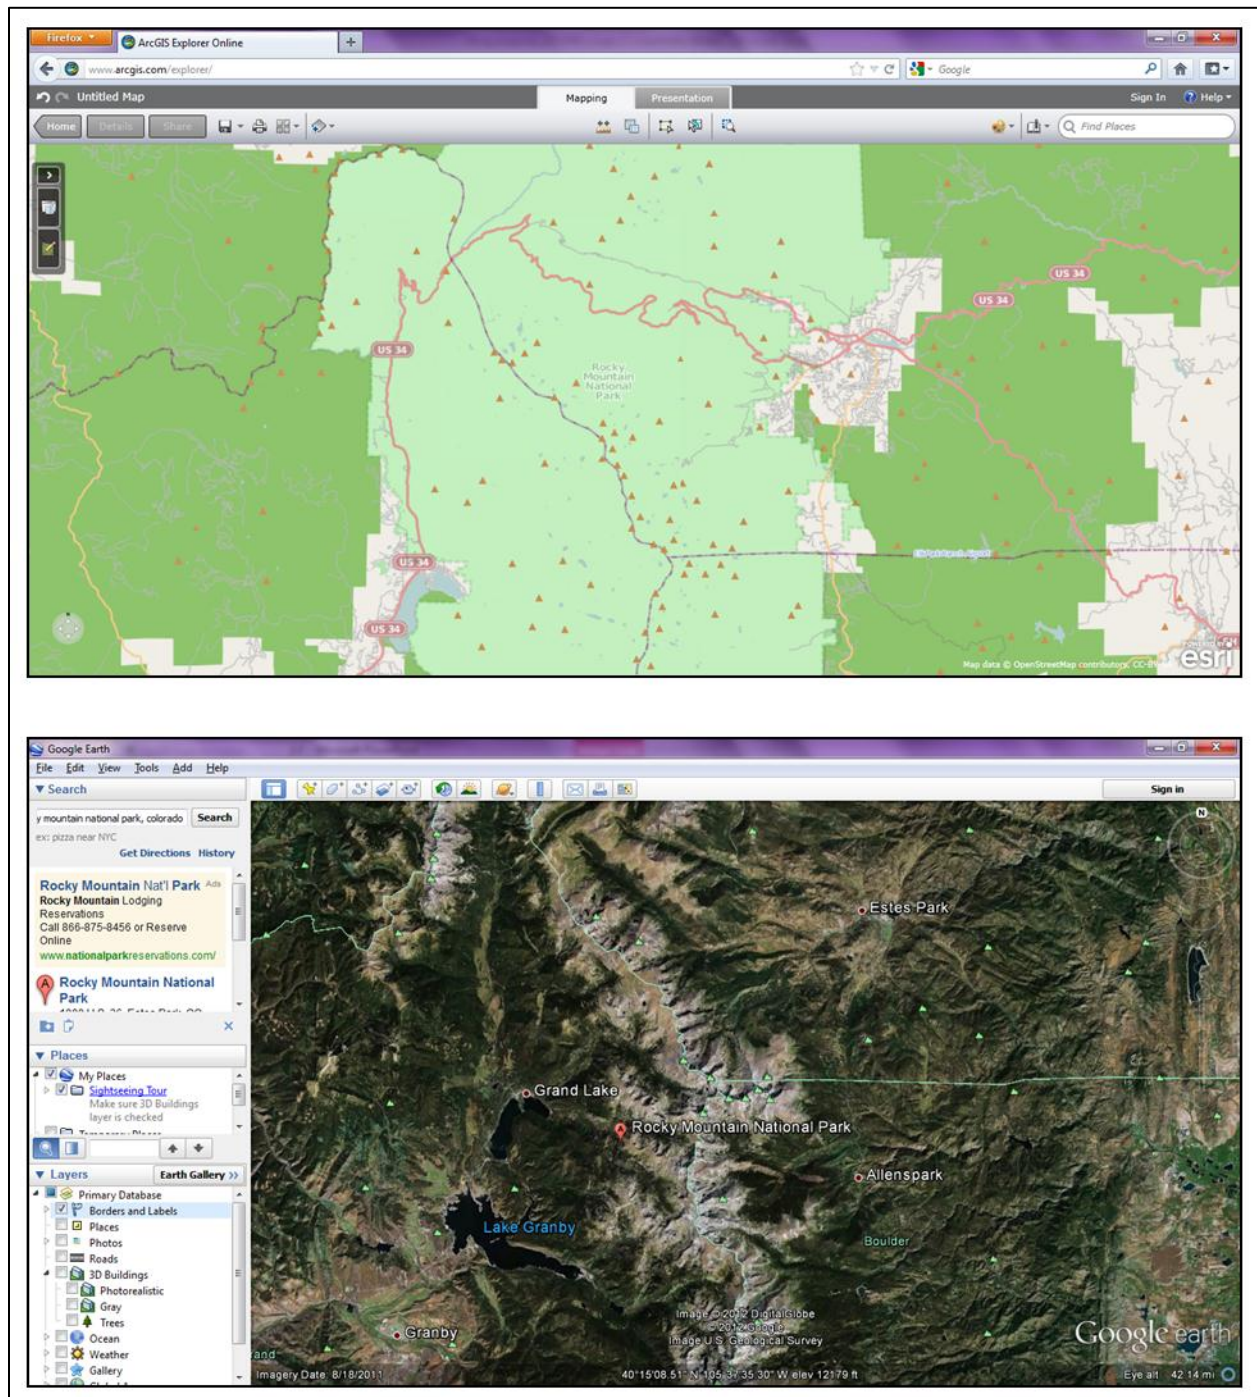 Firefox
ArcGIS Explorer Online
www.arcgis.com/explorer/
Google
Untitled Map
Mapping
Presentation
Sign In
Help
Home
Details
Share
Find Places
US 34
US 34
US 34
Rocky
Mountain
National
Park
US 34
US 34
Map data © OpenStreetMap contributors, CC-B
esri
Google Earth
File Edit View Tools Add Help
Search
Sign in
y mountain national park, colorado
Search
ex: pizza near NYC
Get Directions History
Rocky Mountain Nat'l Park Ads
Rocky Mountain Lodging
Reservations
Call 866-875-8456 or Reserve
Online
www.nationalparkreservations.com/
A
Rocky Mountain National
Park
Places
My Places
Sightseeing Tour
Make sure 3D Buildings
layer is checked
Temporary Places
Layers
Earth Gallery >>
Primary Database
Borders and Labels
Places
Photos
Roads
3D Buildings
Photorealistic
Gray
Trees
Ocean
Weather
Gallery
N
Estes Park
Grand Lake
A
Rocky Mountain National Park
Allenspark
Lake Granby
Boulder
Granby
rand
Image © 2012 DigitalGlobe
© 2012 Google
Image U.S. Geological Survey
Google earth
Imagery Date: 8/18/2011
40°15'08.51" N 105°37'35.30" W elev 12179 ft
Eye alt 42.14 mi